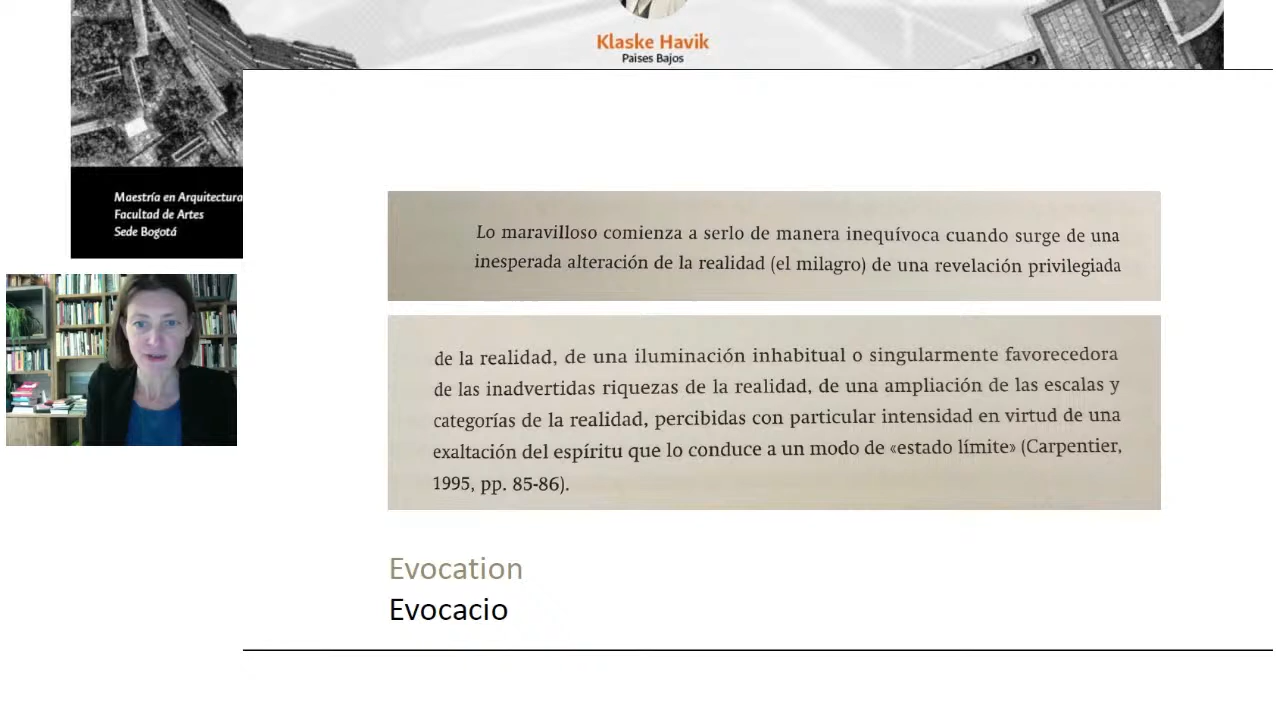 Klaske Havik
Paises Bajos
Maestría en Arquitectura
Facultad de Artes
Sede Bogotá
Lo maravilloso comienza a serlo de manera inequívoca cuando surge de una
inesperada alteración de la realidad (el milagro) de una revelación privilegiada
de la realidad, de una iluminación inhabitual o singularmente favorecedora
de las inadvertidas riquezas de la realidad, de una ampliación de las escalas y
categorías de la realidad, percibidas con particular intensidad en virtud de una
exaltación del espíritu que lo conduce a un modo de «estado límite» (Carpentier,
1995, pp. 85-86).
Evocation
Evocacio